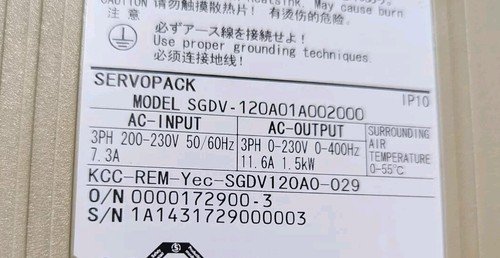 heatsink. May cause burn
CAUTION 请勿触摸散热片! 有烫伤的危险.
注意
必ずアース線を接続せよ!
Use proper grounding techniques.
必须连接地线!
SERVOPACK
IP10
MODEL SGDV-120A01A002000
AC-INPUT
3PH 200-230V 50/60Hz
7.3A
AC-OUTPUT
3PH 0-230V 0-400Hz
11.6A 1.5kW
SURROUNDING
AIR
TEMPERATURE
0-55℃
KCC-REM-Yec-SGDV120A0-029
O/N 0000172900-3
S/N 1A1431729000003